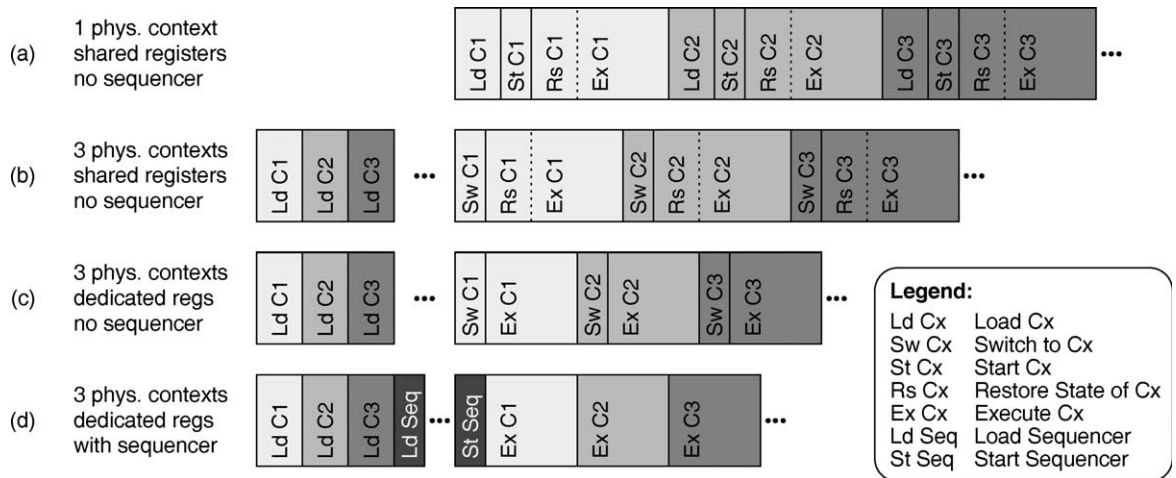 (a)
1 phys. context
shared registers
no sequencer
Ld C1
St C1
Rs C1
Ex C1
Ld C2
St C2
Rs C2
Ex C2
Ld C3
St C3
Rs C3
Ex C3
•••
(b)
3 phys. contexts
shared registers
no sequencer
Ld C1
Ld C2
Ld C3
•••
Sw C1
Rs C1
Ex C1
Sw C2
Rs C2
Ex C2
Sw C3
Rs C3
Ex C3
•••
(c)
3 phys. contexts
dedicated regs
no sequencer
Ld C1
Ld C2
Ld C3
•••
Sw C1
Ex C1
Sw C2
Ex C2
Sw C3
Ex C3
•••
(d)
3 phys. contexts
dedicated regs
with sequencer
Ld C1
Ld C2
Ld C3
Ld Seq
•••
St Seq
Ex C1
Ex C2
Ex C3
•••
Legend:
Ld Cx Load Cx
Sw Cx Switch to Cx
St Cx Start Cx
Rs Cx Restore State of Cx
Ex Cx Execute Cx
Ld Seq Load Sequencer
St Seq Start Sequencer